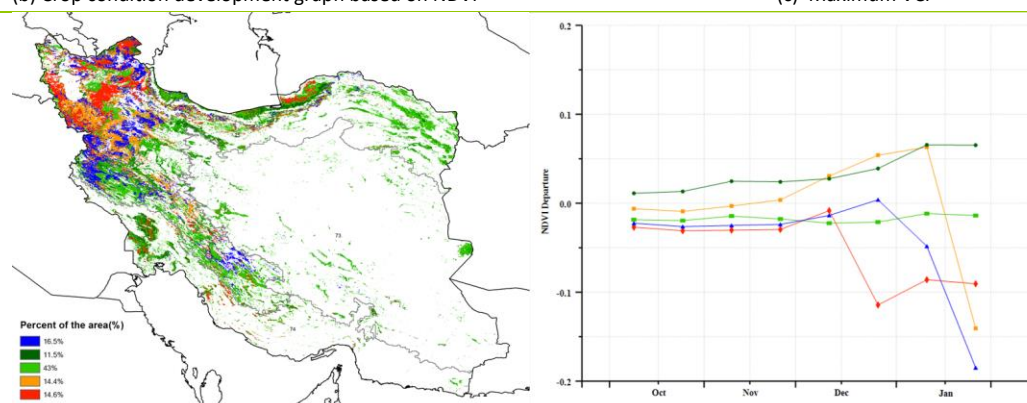 (b) Crop condition development graph based on NDVI
(c) Maximum VCI
73
74
Percent of the area(%)
16.5%
11.5%
43%
14.4%
14.6%
NDVI Departure
0.2
0.1
0.0
-0.1
-0.2
Oct
Nov
Dec
Jan